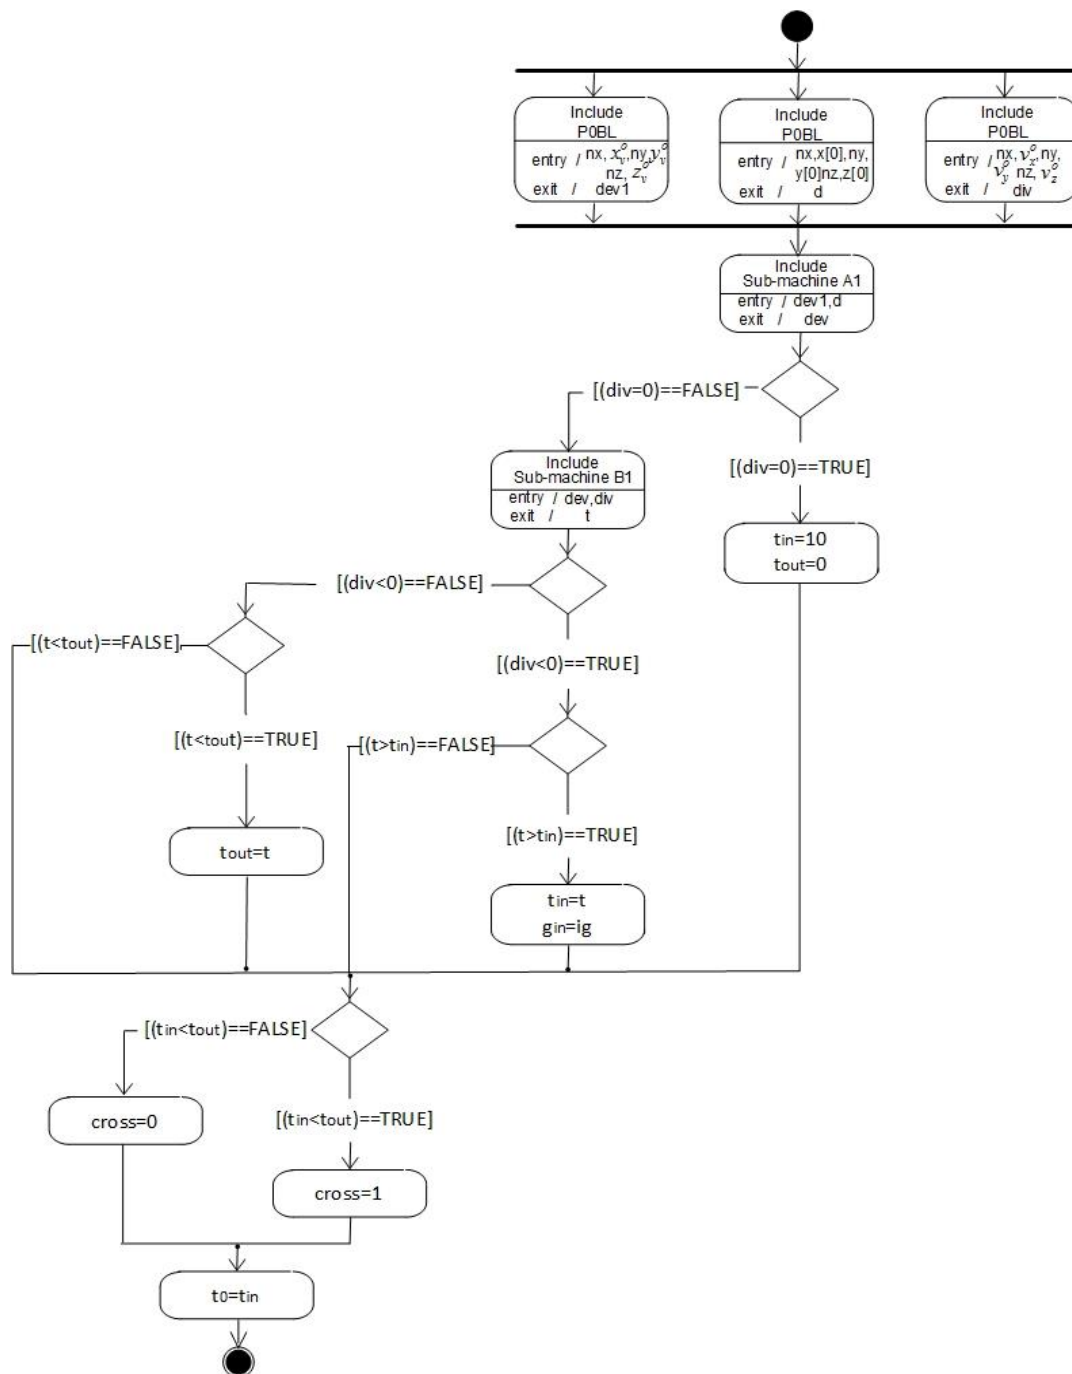 Include
P0BL
entry / nx, x_v^o, ny, y_v^o
nz, z_v^o
exit / dev1
Include
P0BL
entry / nx,x[0], ny,
y[0]nz,z[0]
exit / d
Include
P0BL
entry / nx, v_x^o, ny,
v_y^o nz, v_z^o
exit / div
Include
Sub-machine A1
entry / dev1,d
exit / dev
[(div=0)==FALSE]
[(div=0)==TRUE]
Include
Sub-machine B1
entry / dev,div
exit / t
tin=10
tout=0
[(div<0)==FALSE]
[(t<tout)==FALSE]
[(div<0)==TRUE]
[(t<tout)==TRUE]
[(t>tin)==FALSE]
[(t>tin)==TRUE]
tout=t
tin=t
gin=ig
[(tin<tout)==FALSE]
cross=0
[(tin<tout)==TRUE]
cross=1
t0=tin